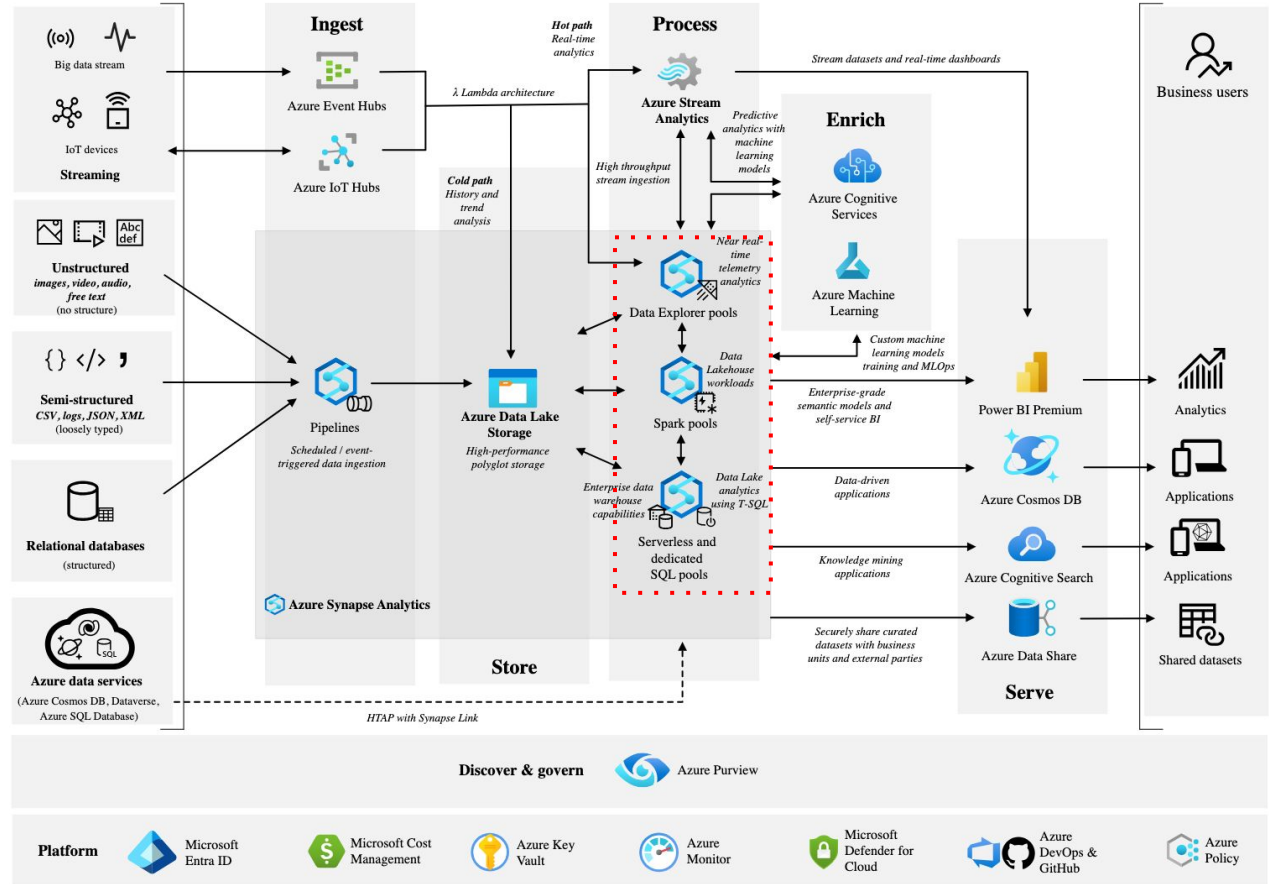 Big data stream
IoT devices
Streaming
Unstructured
images, video, audio,
free text
(no structure)
Abc
def
{ } </> ,
Semi-structured
CSV, logs, JSON, XML
(loosely typed)
Relational databases
(structured)
SQL
Azure data services
(Azure Cosmos DB, Dataverse,
Azure SQL Database)
Ingest
Azure Event Hubs
Azure IoT Hubs
λ Lambda architecture
Pipelines
Scheduled / event-
triggered data ingestion
Azure Synapse Analytics
Cold path
History and
trend
analysis
Azure Data Lake
Storage
High-performance
polyglot storage
Store
HTAP with Synapse Link
Hot path
Real-time
analytics
Process
Azure Stream
Analytics
High throughput
stream ingestion
Predictive
analytics with
machine
learning
models
Near real-
time
telemetry
analytics
Data Explorer pools
Data
Lakehouse
workloads
Spark pools
Enterprise data
warehouse
capabilities
Data Lake
analytics
using T-SQL
Serverless and
dedicated
SQL pools
Enrich
Azure Cognitive
Services
Azure Machine
Learning
Stream datasets and real-time dashboards
Custom machine
learning models
training and MLOps
Enterprise-grade
semantic models and
self-service BI
Data-driven
applications
Knowledge mining
applications
Securely share curated
datasets with business
units and external parties
Power BI Premium
Azure Cosmos DB
Azure Cognitive Search
Azure Data Share
Serve
Business users
Analytics
Applications
Applications
Shared datasets
Discover & govern
Azure Purview
Platform
Microsoft
Entra ID
$
Microsoft Cost
Management
Azure Key
Vault
Azure
Monitor
Microsoft
Defender for
Cloud
Azure
DevOps &
GitHub
Azure
Policy